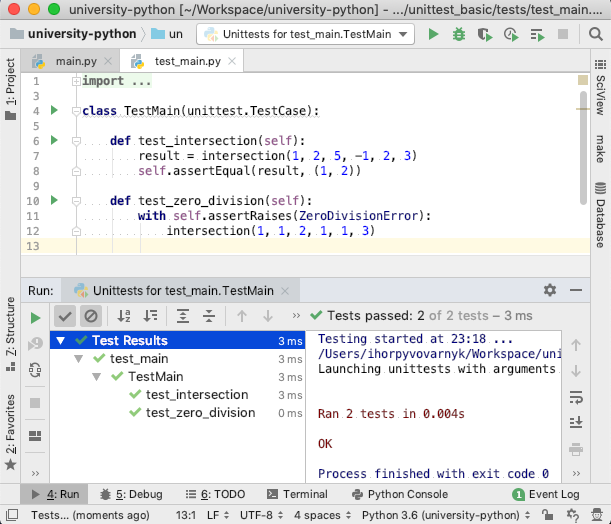 university-python [~/Workspace/university-python] - .../unittest_basic/tests/test_main....
university-python
un
Unittests for test_main.TestMain
main.py
test_main.py
1 import ...
3
4 class TestMain(unittest.TestCase):
5
6 def test_intersection(self):
7 result = intersection(1, 2, 5, -1, 2, 3)
8 self.assertEqual(result, (1, 2))
9
10 def test_zero_division(self):
11 with self.assertRaises(ZeroDivisionError):
12 intersection(1, 1, 2, 1, 1, 3)
13
1: Project
Z: Structure
2: Favorites
SciView
make
Database
Run: Unittests for test_main.TestMain
>> Tests passed: 2 of 2 tests – 3 ms
Test Results 3 ms
test_main 3 ms
TestMain 3 ms
test_intersection 3 ms
test_zero_division 0 ms
Testing started at 23:18 ...
/Users/ihorpyvovarnyk/Workspace/uni
Launching unittests with arguments
Ran 2 tests in 0.004s
OK
Process finished with exit code 0
>> >>
4: Run 5: Debug 6: TODO Terminal Python Console 1 Event Log
Tests... (moments ago) 13:1 LF UTF-8 4 spaces Python 3.6 (university-python)